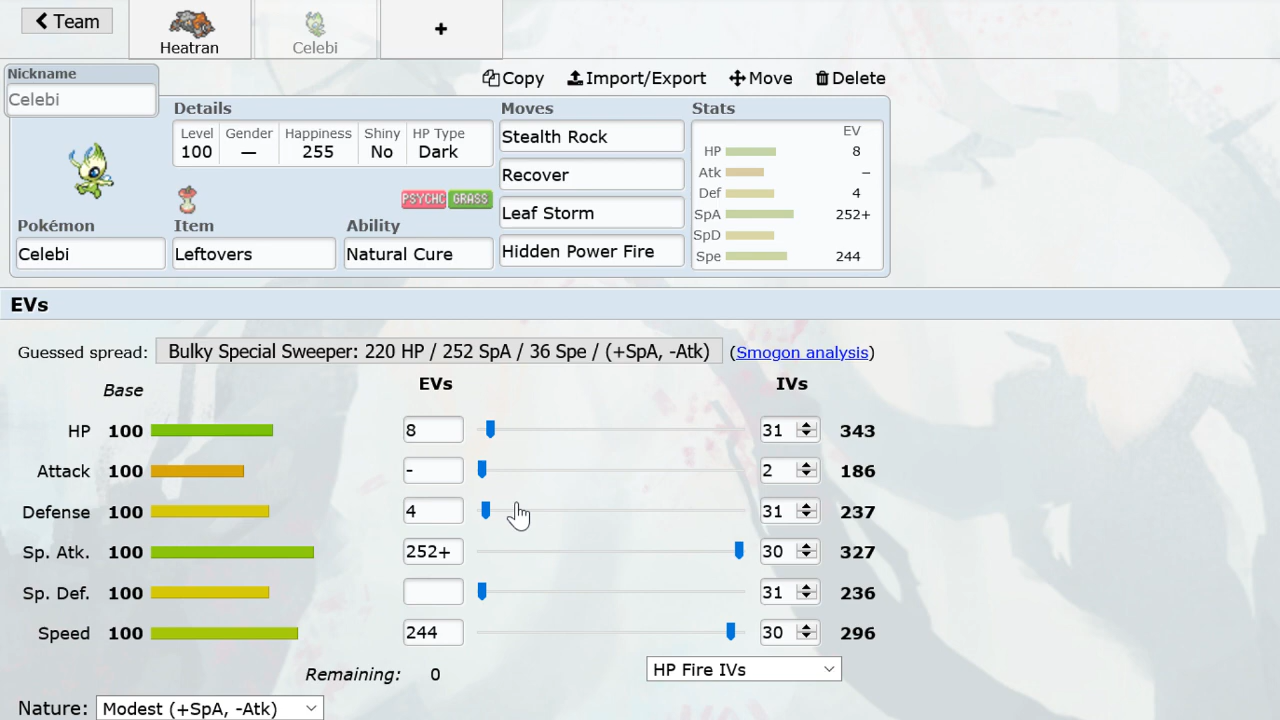 Team
Heatran
Celebi
+
Nickname
Celebi
Copy
Import/Export
Move
Delete
Details
Moves
Stats
Level Gender Happiness Shiny HP Type
100 — 255 No Dark
PSYCHC GRASS
Pokémon Item Ability
Celebi
Leftovers
Natural Cure
Stealth Rock
Recover
Leaf Storm
Hidden Power Fire
EV
HP 8
Atk –
Def 4
SpA 252+
SpD
Spe 244
EVs
Guessed spread: Bulky Special Sweeper: 220 HP / 252 SpA / 36 Spe / (+SpA, -Atk) (Smogon analysis)
Base EVs IVs
HP 100 8 31 343
Attack 100 - 2 186
Defense 100 4 31 237
Sp. Atk. 100 252+ 30 327
Sp. Def. 100 31 236
Speed 100 244 30 296
Remaining: 0 HP Fire IVs
Nature: Modest (+SpA, -Atk)